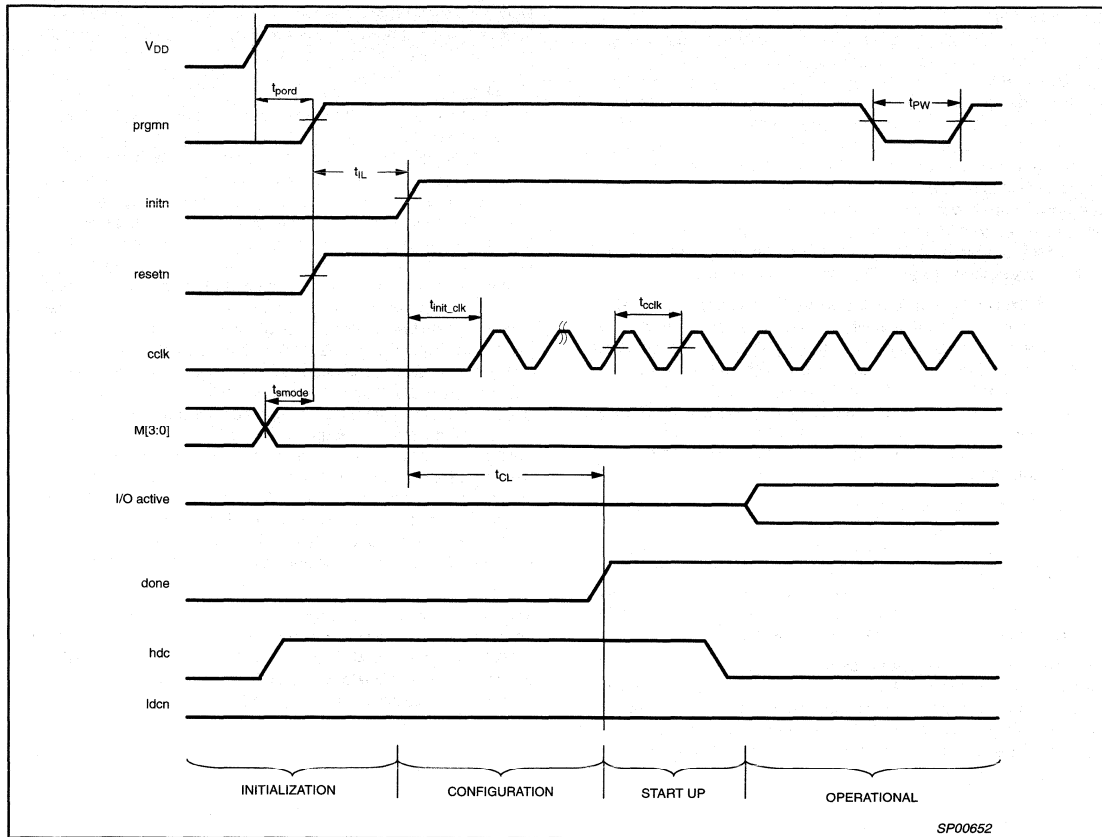 VDD
tpord
prgmn
tPW
tIL
initn
resetn
tinit_clk
tcclk
cclk
tsmode
M[3:0]
tCL
I/O active
done
hdc
ldcn
INITIALIZATION
CONFIGURATION
START UP
OPERATIONAL
SP00652